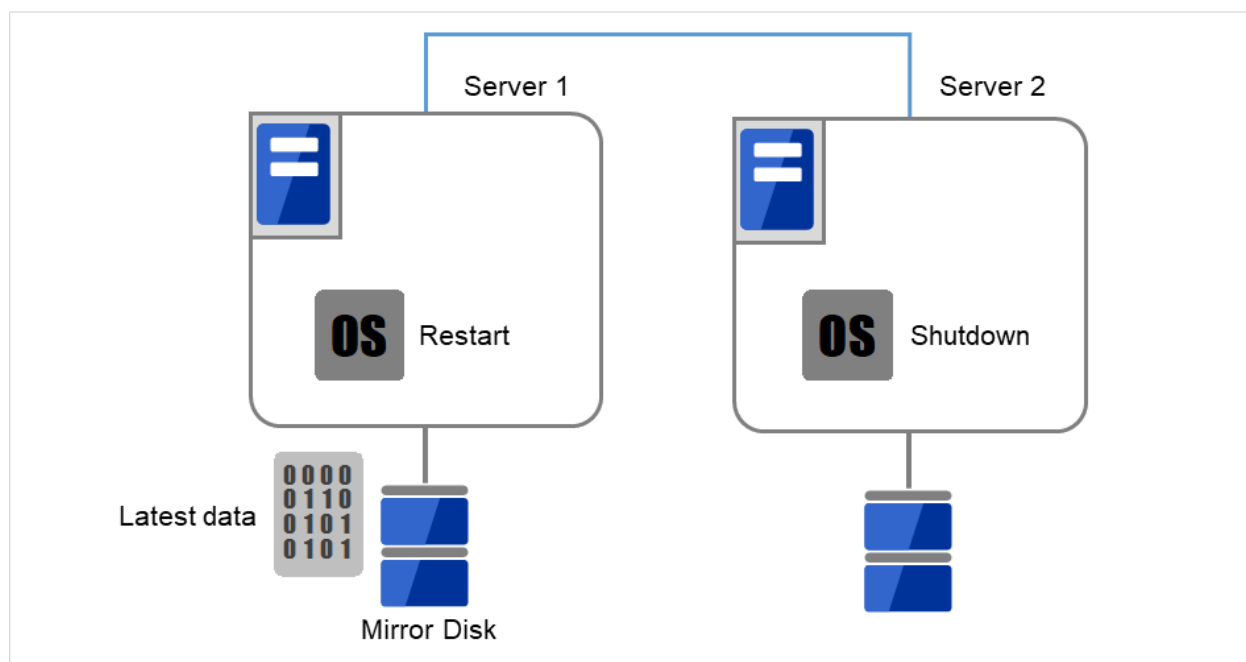 Server 1
Server 2
OS Restart
OS Shutdown
Latest data
0000
0110
0101
0101
Mirror Disk